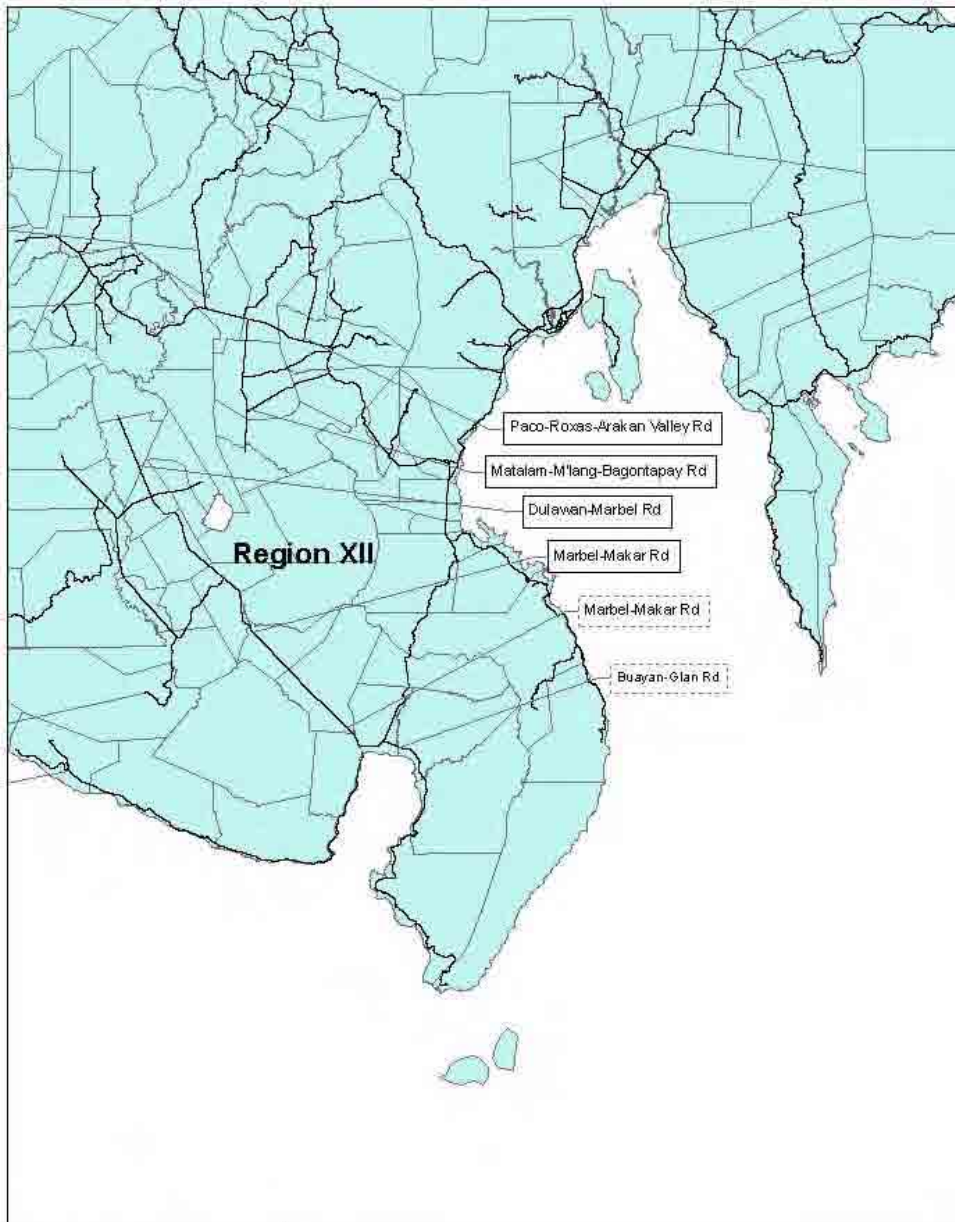 Paco-Roxas-Arakan Valley Rd
Matalam-M'lang-Bagontapay Rd
Dulawan-Marbel Rd
Region XII
Marbel-Makar Rd
Marbel-Makar Rd
Buayan-Glan Rd